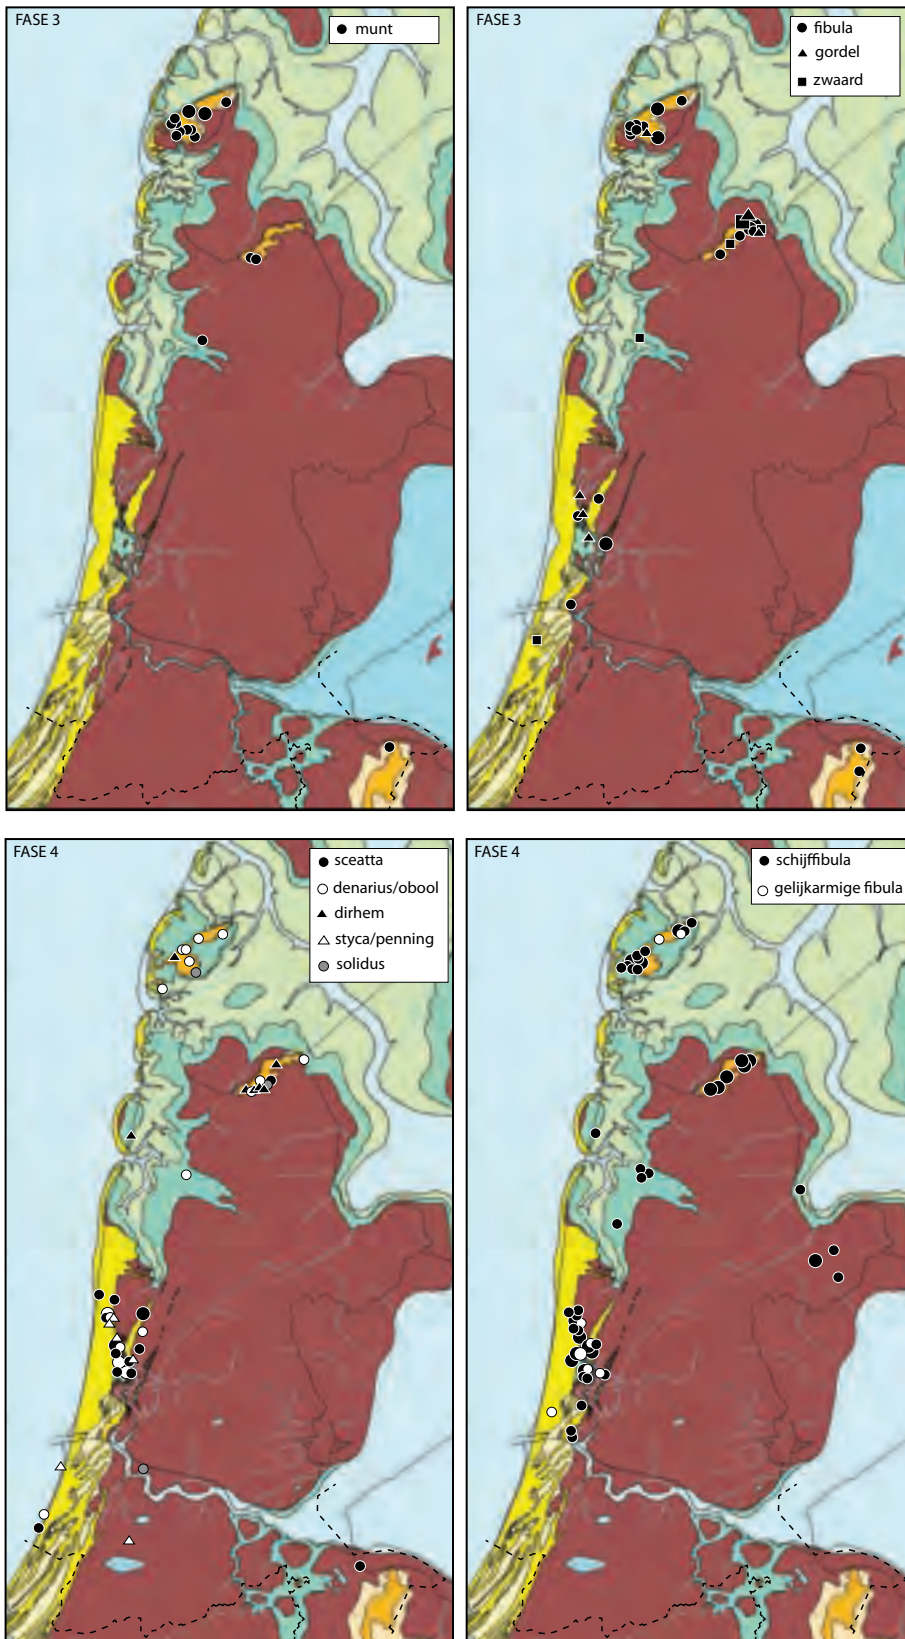 FASE 3
munt
FASE 3
fibula
gordel
zwaard
FASE 4
sceatta
denarius/obool
dirhem
styca/penning
solidus
FASE 4
schijffibula
gelijkarmige fibula